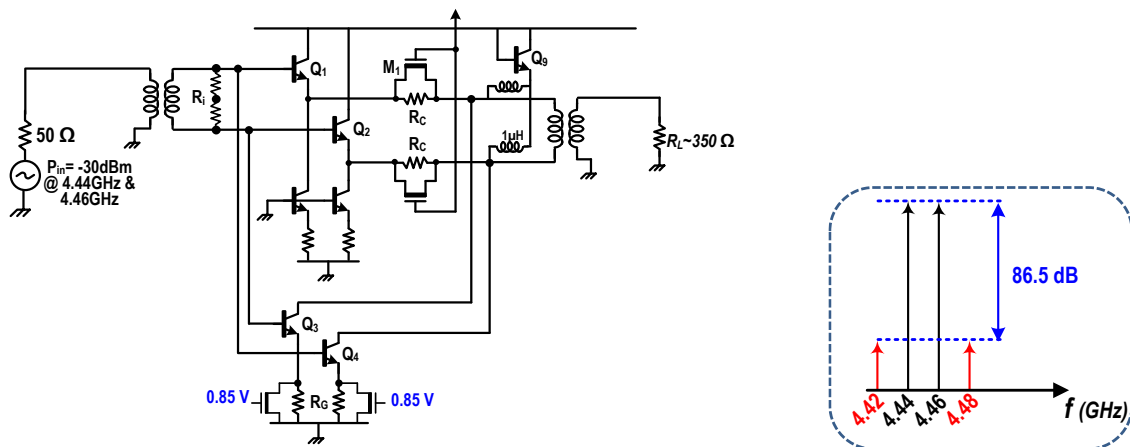 Q1
M1
Q9
Ri
Q2
RC
1µH
RC
50 Ω
RL~350 Ω
Pin= -30dBm
@ 4.44GHz &
4.46GHz
Q3
Q4
0.85 V
RG
0.85 V
86.5 dB
4.42
4.44
4.46
4.48
f (GHz)